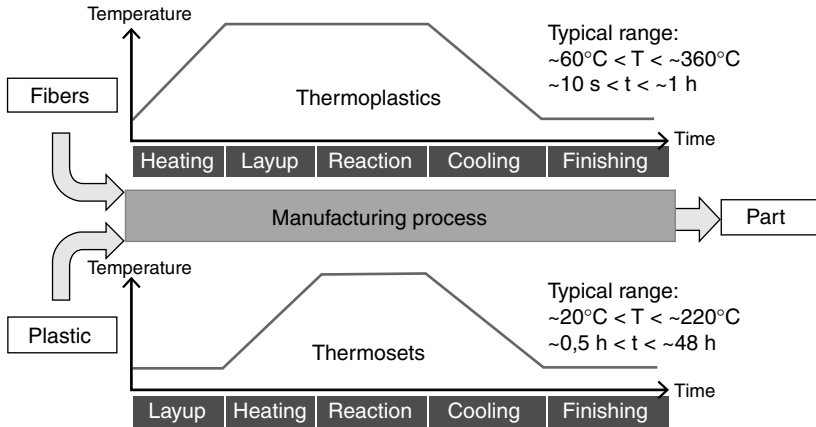 Temperature
Typical range:
~60°C < T < ~360°C
~10 s < t < ~1 h
Fibers
Thermoplastics
Time
Heating Layup Reaction Cooling Finishing
Manufacturing process
Part
Temperature
Typical range:
~20°C < T < ~220°C
~0,5 h < t < ~48 h
Plastic
Thermosets
Time
Layup Heating Reaction Cooling Finishing